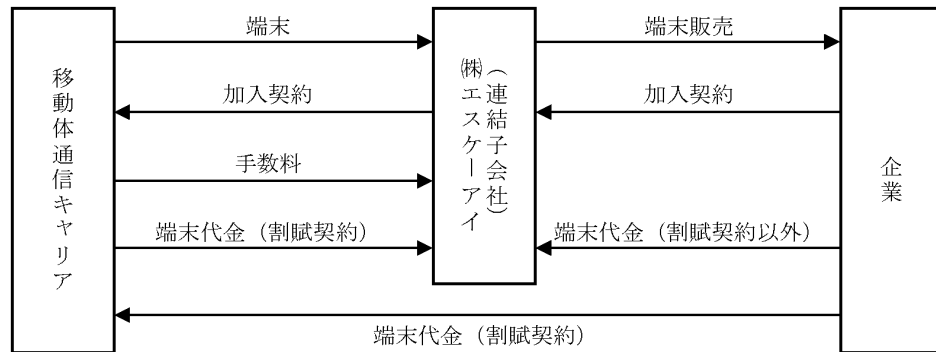 移動体通信キャリア
端末
加入契約
手数料
端末代金（割賦契約）
㈱エスケーアイ
（連結子会社）
端末販売
加入契約
端末代金（割賦契約以外）
企業
端末代金（割賦契約）